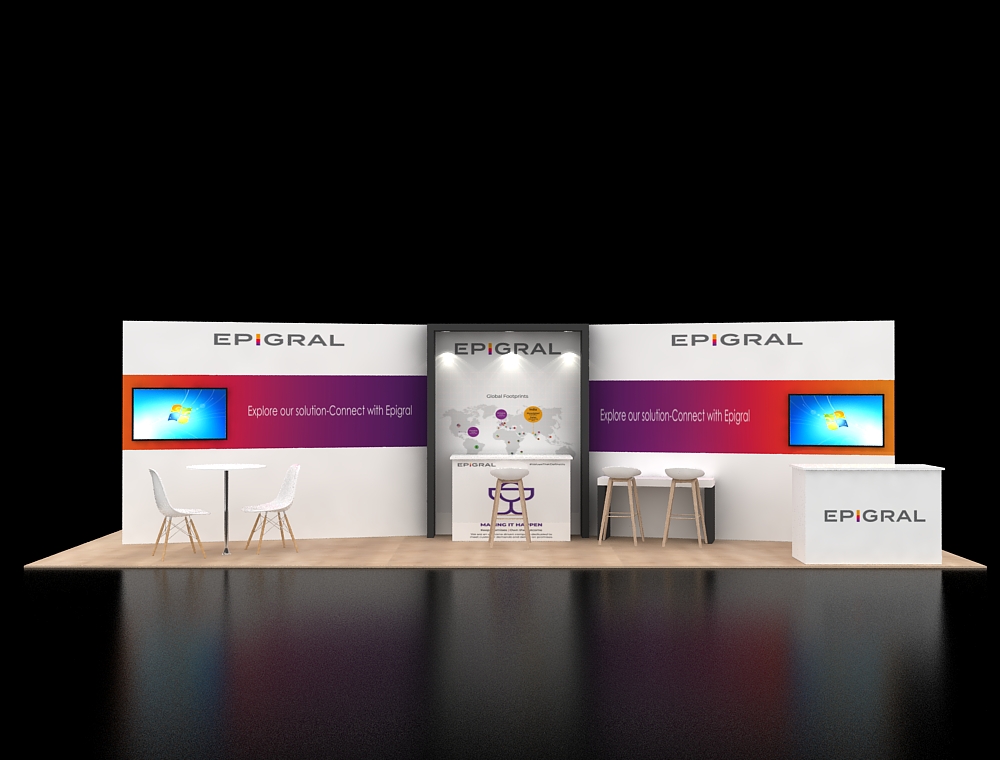 EPIGRAL
EPIGRAL
EPIGRAL
Explore our solution-Connect with Epigral
Global Footprints
Explore our solution-Connect with Epigral
EPIGRAL
MAKING IT HAPPEN
EPIGRAL